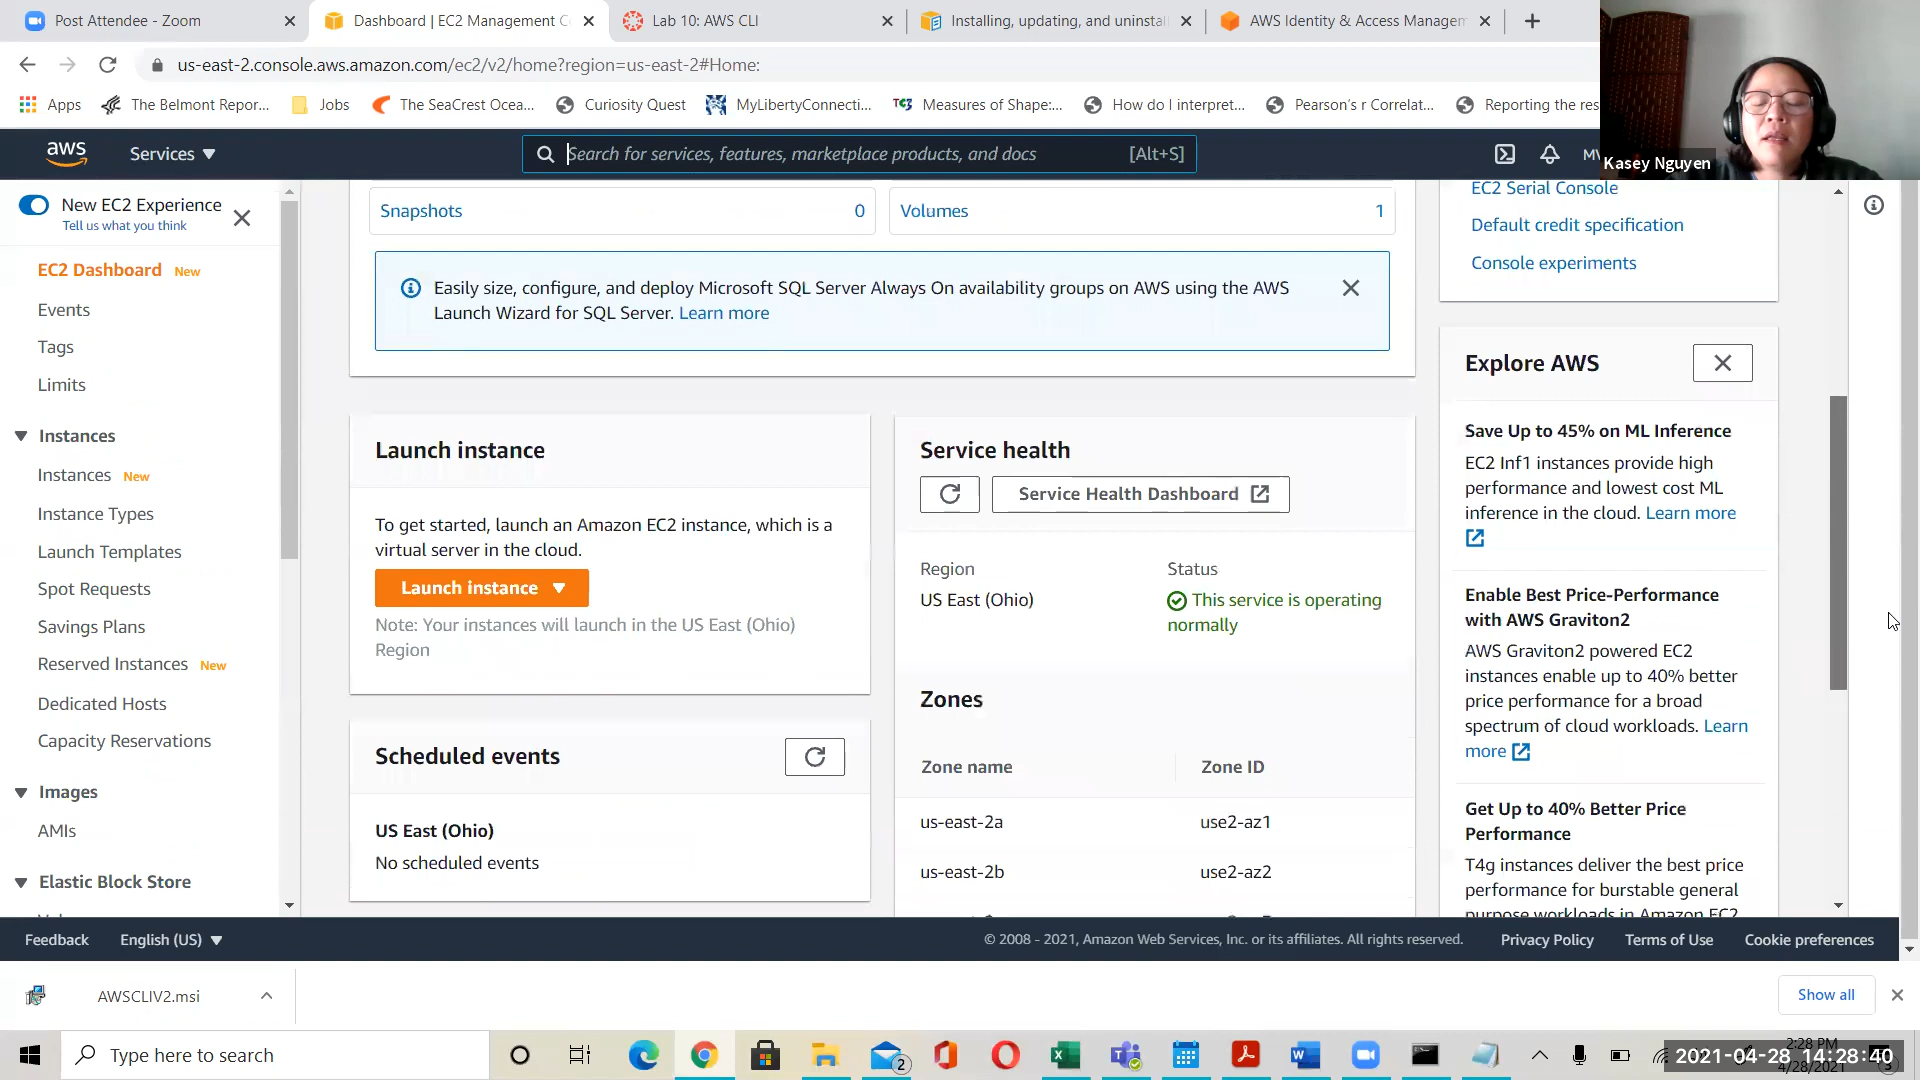 Post Attendee - Zoom
Dashboard | EC2 Management C
Lab 10: AWS CLI
Installing, updating, and uninstal
AWS Identity & Access Managem
us-east-2.console.aws.amazon.com/ec2/v2/home?region=us-east-2#Home:
Apps
The Belmont Repor...
Jobs
The SeaCrest Ocea...
Curiosity Quest
MyLibertyConnecti...
Measures of Shape:...
How do I interpret...
Pearson's r Correlat...
Reporting the res
aws
Services
Search for services, features, marketplace products, and docs
[Alt+S]
Kasey Nguyen
New EC2 Experience
Tell us what you think
EC2 Dashboard New
Events
Tags
Limits
Instances
Instances New
Instance Types
Launch Templates
Spot Requests
Savings Plans
Reserved Instances New
Dedicated Hosts
Capacity Reservations
Images
AMIs
Elastic Block Store
Snapshots 0
Volumes 1
Easily size, configure, and deploy Microsoft SQL Server Always On availability groups on AWS using the AWS
Launch Wizard for SQL Server. Learn more
Launch instance
To get started, launch an Amazon EC2 instance, which is a
virtual server in the cloud.
Launch instance
Note: Your instances will launch in the US East (Ohio)
Region
Scheduled events
US East (Ohio)
No scheduled events
Service health
Service Health Dashboard
Region
Status
US East (Ohio)
This service is operating
normally
Zones
Zone name
Zone ID
us-east-2a
use2-az1
us-east-2b
use2-az2
EC2 Serial Console
Default credit specification
Console experiments
Explore AWS
Save Up to 45% on ML Inference
EC2 Inf1 instances provide high
performance and lowest cost ML
inference in the cloud. Learn more
Enable Best Price-Performance
with AWS Graviton2
AWS Graviton2 powered EC2
instances enable up to 40% better
price performance for a broad
spectrum of cloud workloads. Learn
more
Get Up to 40% Better Price
Performance
T4g instances deliver the best price
performance for burstable general
purpose workloads in Amazon EC2
Feedback
English (US)
© 2008 - 2021, Amazon Web Services, Inc. or its affiliates. All rights reserved.
Privacy Policy
Terms of Use
Cookie preferences
AWSCLIV2.msi
Show all
Type here to search
2
2:28 PM
2021-04-28 14:28:40